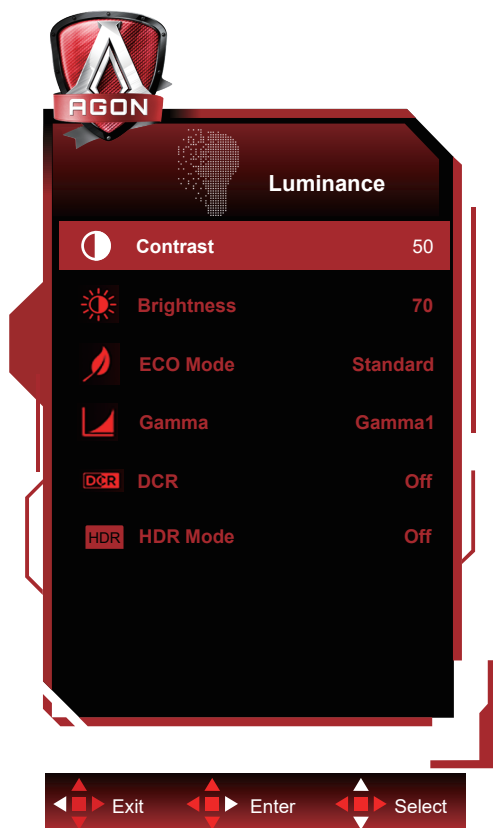 AGON
Luminance
Contrast 50
Brightness 70
ECO Mode Standard
Gamma Gamma1
DCR DCR Off
HDR HDR Mode Off
Exit Enter Select